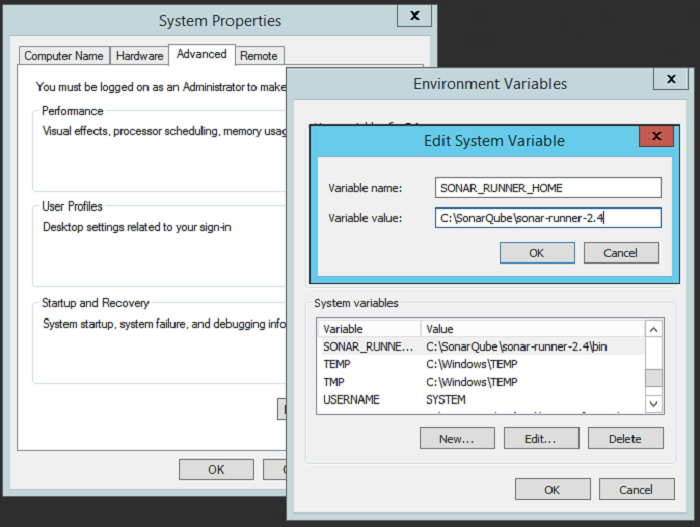 System Properties
x
Computer Name
Hardware
Advanced
Remote
You must be logged on as an Administrator to make
Performance
Visual effects, processor scheduling, memory usag
User Profiles
Desktop settings related to your sign-in
Startup and Recovery
System startup, system failure, and debugging info
OK
Environment Variables
x
Edit System Variable
x
Variable name:
SONAR_RUNNER_HOME
Variable value:
C:\SonarQube\sonar-runner-2.4
OK
Cancel
System variables
Variable Value
SONAR_RUNNE... C:\SonarQube\sonar-runner-2.4\bin
TEMP C:\Windows\TEMP
TMP C:\Windows\TEMP
USERNAME SYSTEM
New...
Edit...
Delete
OK
Cancel